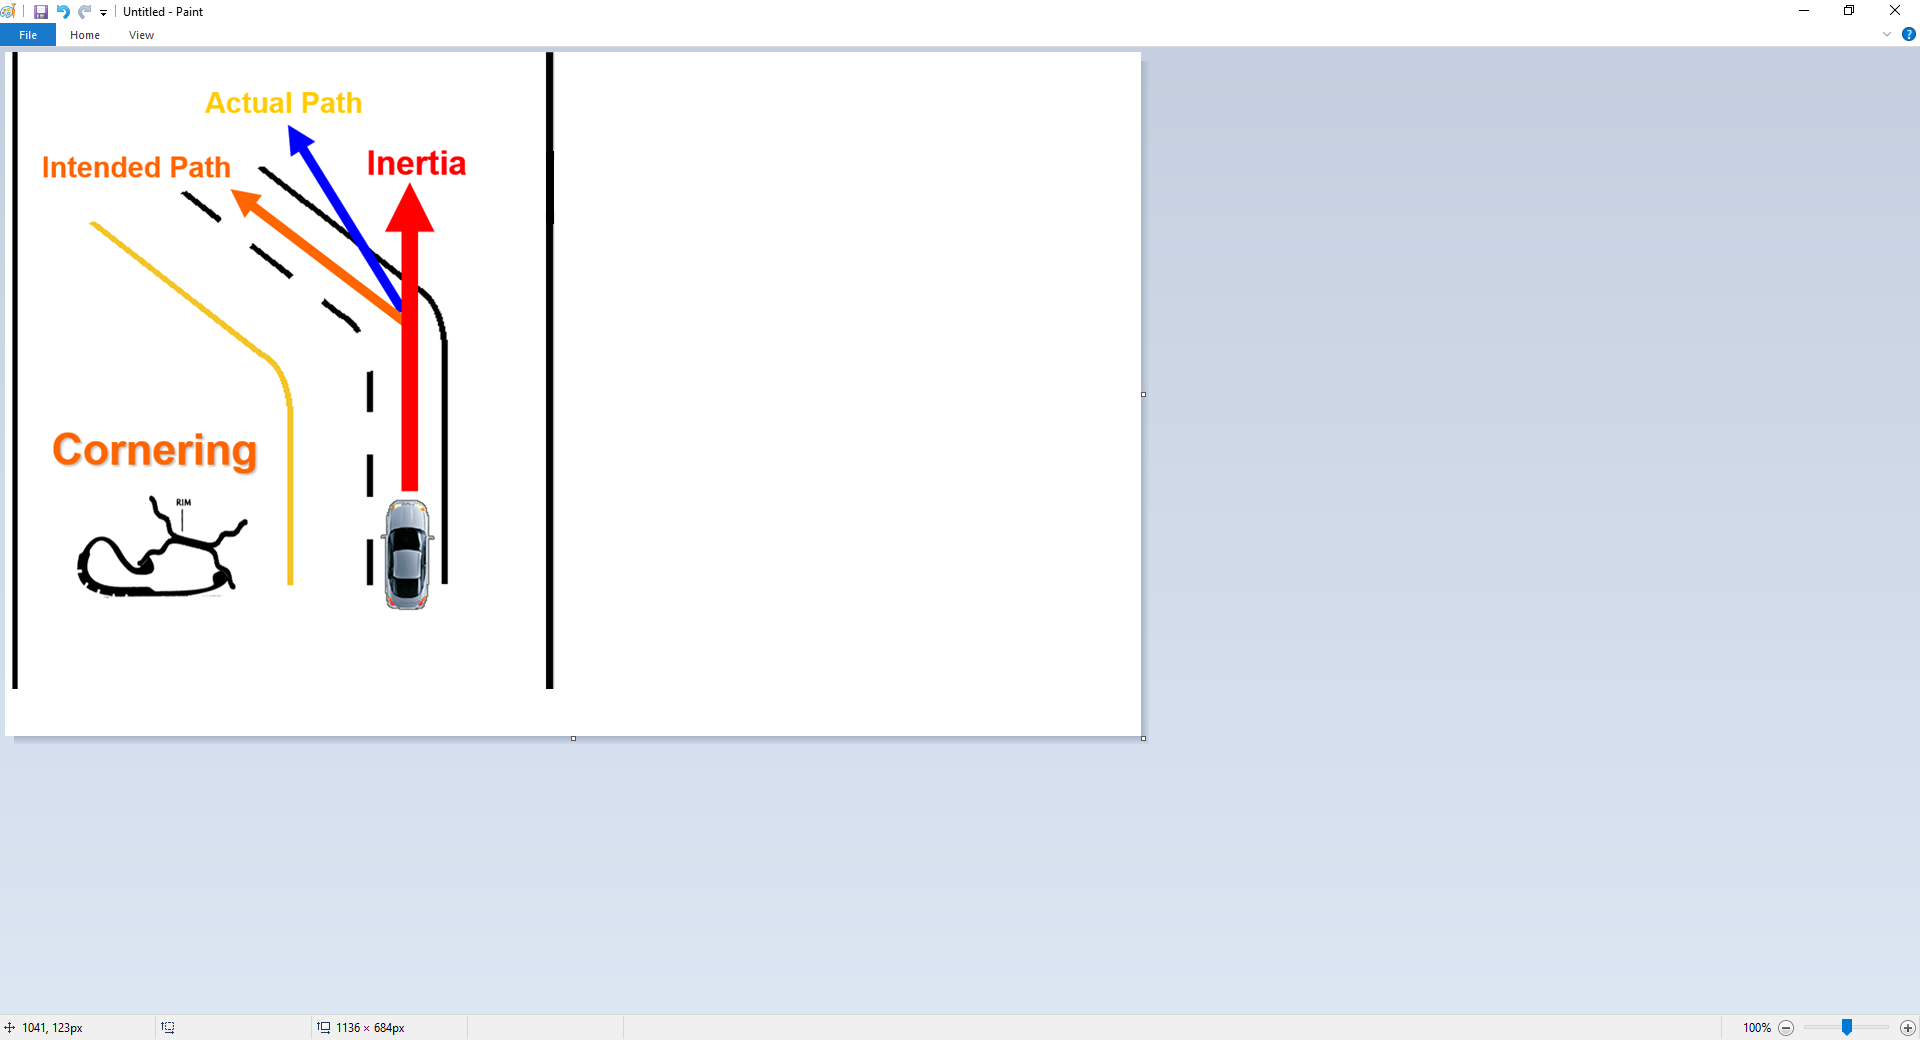 Untitled - Paint
File Home View
Actual Path
Intended Path
Inertia
Cornering
RIM
1041, 123px
1136 × 684px
100%